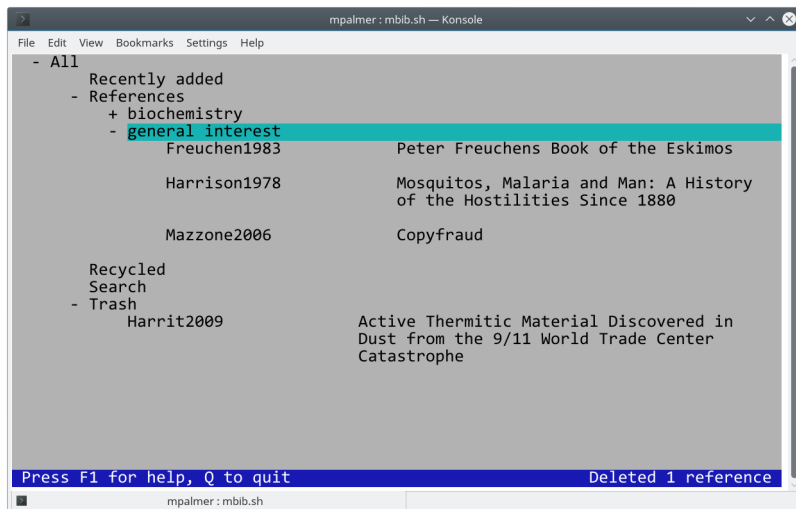 mpalmer : mbib.sh — Konsole
File Edit View Bookmarks Settings Help
- All
Recently added
- References
+ biochemistry
- general interest
Freuchen1983 Peter Freuchens Book of the Eskimos
Harrison1978 Mosquitos, Malaria and Man: A History
of the Hostilities Since 1880
Mazzone2006 Copyfraud
Recycled
Search
- Trash
Harrit2009 Active Thermitic Material Discovered in
Dust from the 9/11 World Trade Center
Catastrophe
Press F1 for help, Q to quit Deleted 1 reference
mpalmer : mbib.sh